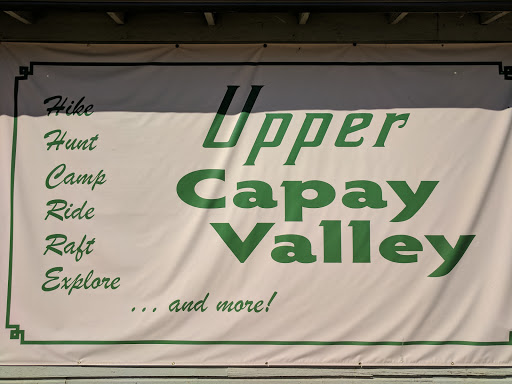 Hike
Hunt
Camp
Ride
Raft
Explore
... and more!
Upper
Capay
Valley